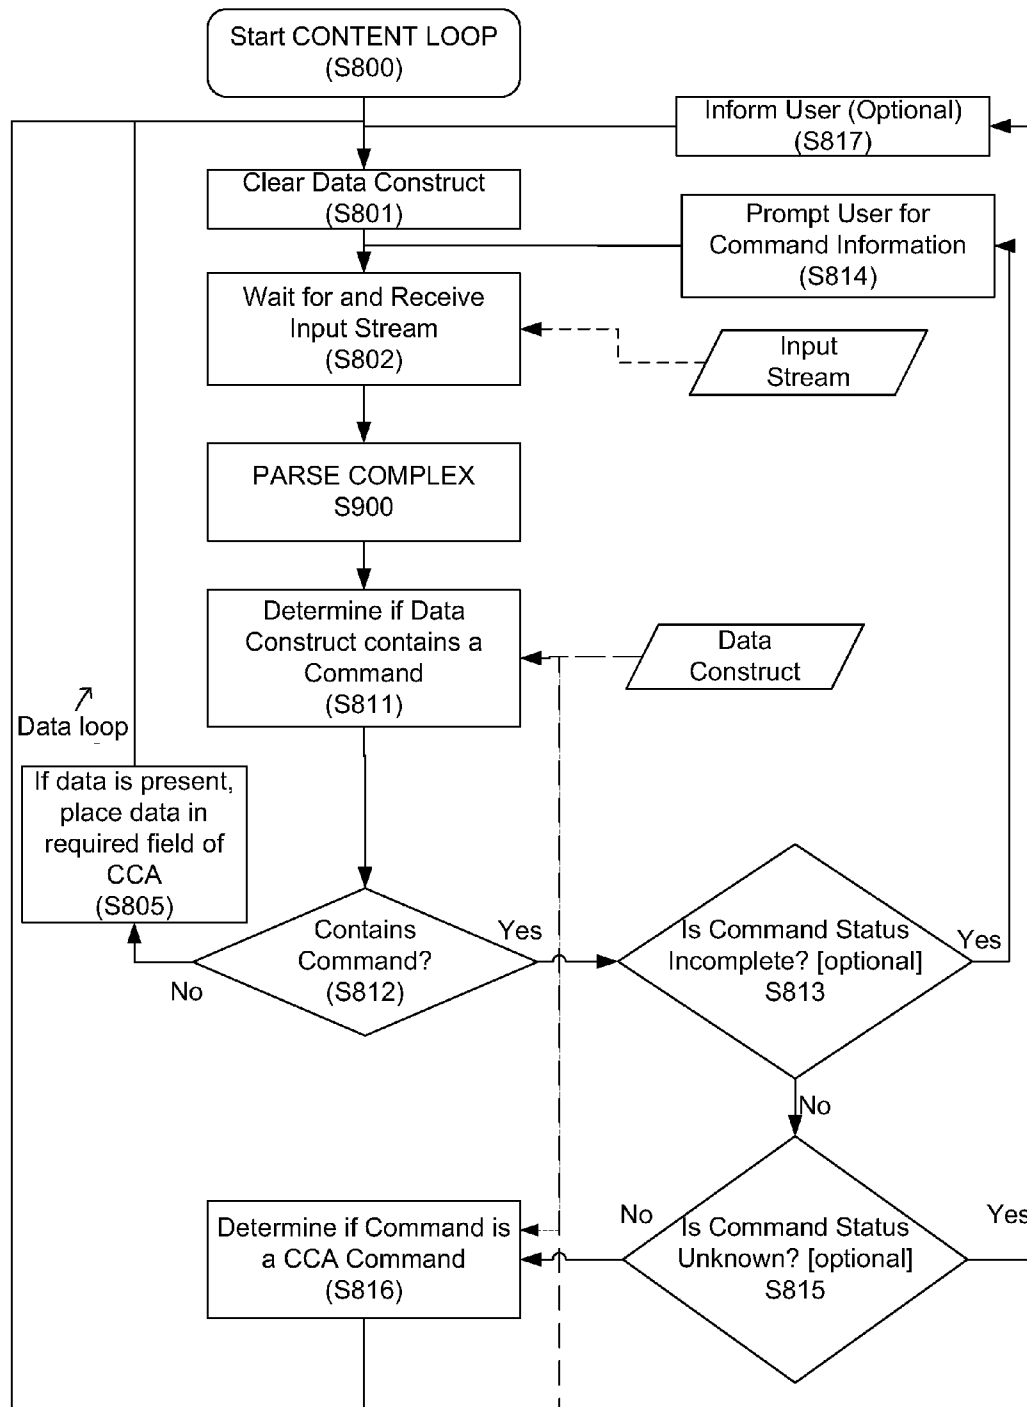 Start CONTENT LOOP
(S800)
Inform User (Optional)
(S817)
Clear Data Construct
(S801)
Prompt User for
Command Information
(S814)
Wait for and Receive
Input Stream
(S802)
Input
Stream
PARSE COMPLEX
S900
Determine if Data
Construct contains a
Command
(S811)
Data
Construct
Data loop
If data is present,
place data in
required field of
CCA
(S805)
Contains
Command?
(S812)
Yes
No
Is Command Status
Incomplete? [optional]
S813
Yes
No
Determine if Command is
a CCA Command
(S816)
No
Is Command Status
Unknown? [optional]
S815
Yes